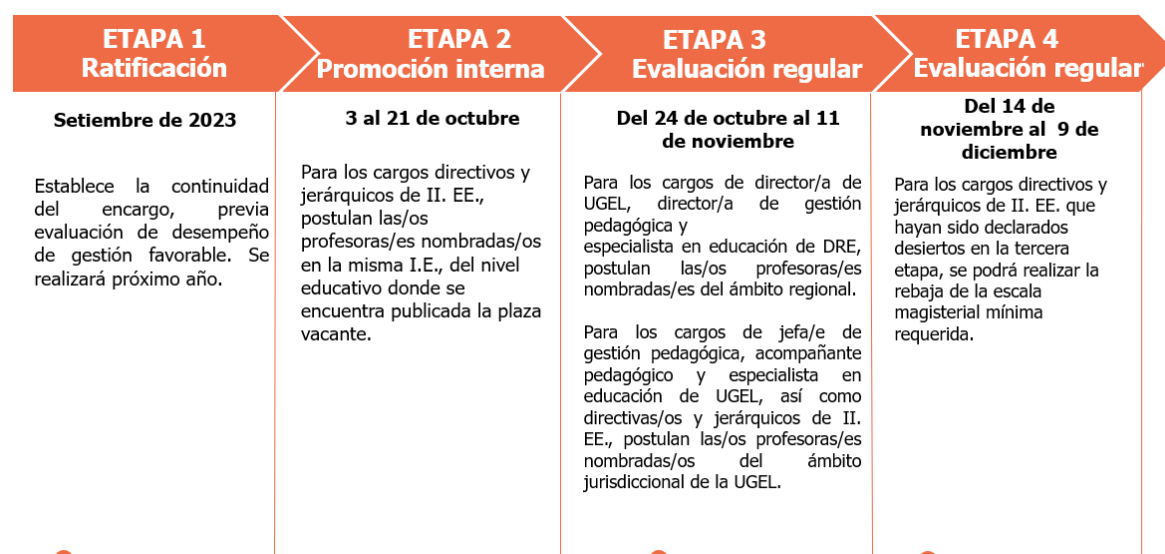 ETAPA 1
Ratificación
Setiembre de 2023
Establece la continuidad
del encargo, previa
evaluación de desempeño
de gestión favorable. Se
realizará próximo año.
ETAPA 2
Promoción interna
3 al 21 de octubre
Para los cargos directivos y
jerárquicos de II. EE.,
postulan las/os
profesoras/es nombradas/os
en la misma I.E., del nivel
educativo donde se
encuentra publicada la plaza
vacante.
ETAPA 3
Evaluación regular
Del 24 de octubre al 11
de noviembre
Para los cargos de director/a de
UGEL, director/a de gestión
pedagógica y
especialista en educación de DRE,
postulan las/os profesoras/es
nombradas/es del ámbito regional.
Para los cargos de jefa/e de
gestión pedagógica, acompañante
pedagógico y especialista en
educación de UGEL, así como
directivas/os y jerárquicos de II.
EE., postulan las/os profesoras/es
nombradas/os del ámbito
jurisdiccional de la UGEL.
ETAPA 4
Evaluación regular
Del 14 de
noviembre al 9 de
diciembre
Para los cargos directivos y
jerárquicos de II. EE. que
hayan sido declarados
desiertos en la tercera
etapa, se podrá realizar la
rebaja de la escala
magisterial mínima
requerida.